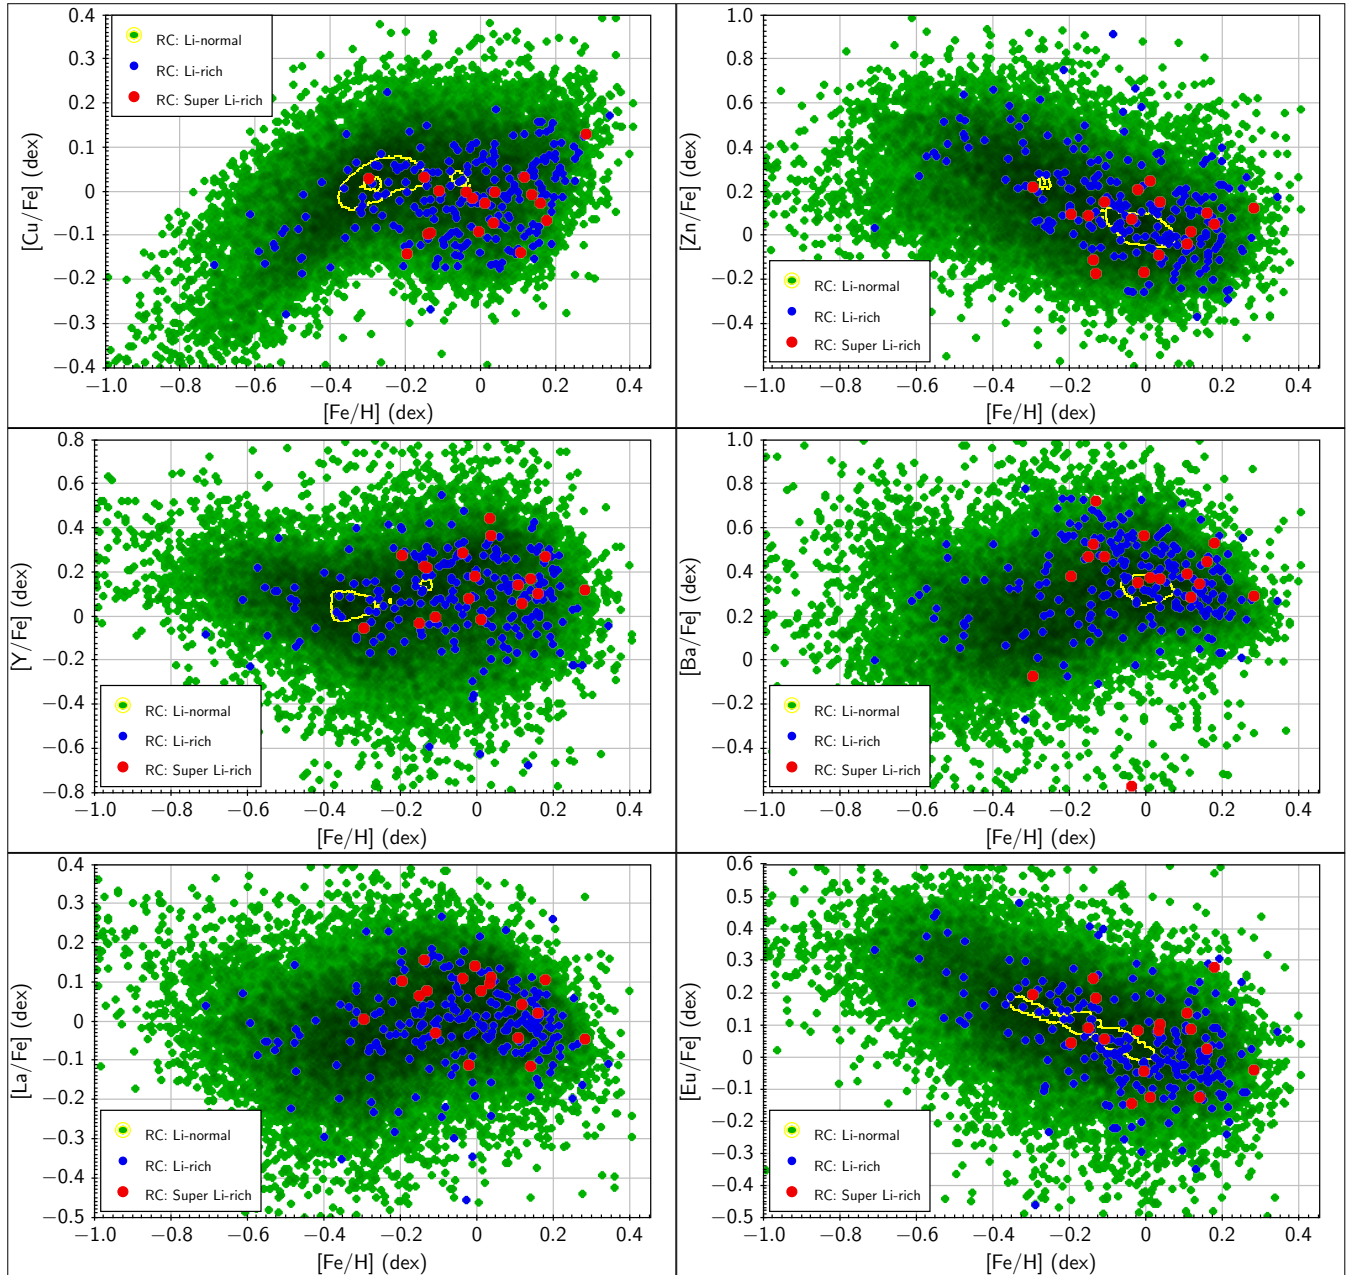 [Cu/Fe] (dex)
0.4
0.3
0.2
0.1
0
−0.1
−0.2
−0.3
−0.4
RC: Li-normal
RC: Li-rich
RC: Super Li-rich
−1.0 −0.8 −0.6 −0.4 −0.2 0 0.2 0.4
[Fe/H] (dex)
[Zn/Fe] (dex)
1.0
0.8
0.6
0.4
0.2
0
−0.2
−0.4
RC: Li-normal
RC: Li-rich
RC: Super Li-rich
−1.0 −0.8 −0.6 −0.4 −0.2 0 0.2 0.4
[Fe/H] (dex)
[Y/Fe] (dex)
0.8
0.6
0.4
0.2
0
−0.2
−0.4
−0.6
−0.8
RC: Li-normal
RC: Li-rich
RC: Super Li-rich
−1.0 −0.8 −0.6 −0.4 −0.2 0 0.2 0.4
[Fe/H] (dex)
[Ba/Fe] (dex)
1.0
0.8
0.6
0.4
0.2
0
−0.2
−0.4
RC: Li-normal
RC: Li-rich
RC: Super Li-rich
−1.0 −0.8 −0.6 −0.4 −0.2 0 0.2 0.4
[Fe/H] (dex)
[La/Fe] (dex)
0.4
0.3
0.2
0.1
0
−0.1
−0.2
−0.3
−0.4
−0.5
RC: Li-normal
RC: Li-rich
RC: Super Li-rich
−1.0 −0.8 −0.6 −0.4 −0.2 0 0.2 0.4
[Fe/H] (dex)
[Eu/Fe] (dex)
0.6
0.5
0.4
0.3
0.2
0.1
0
−0.1
−0.2
−0.3
−0.4
−0.5
RC: Li-normal
RC: Li-rich
RC: Super Li-rich
−1.0 −0.8 −0.6 −0.4 −0.2 0 0.2 0.4
[Fe/H] (dex)